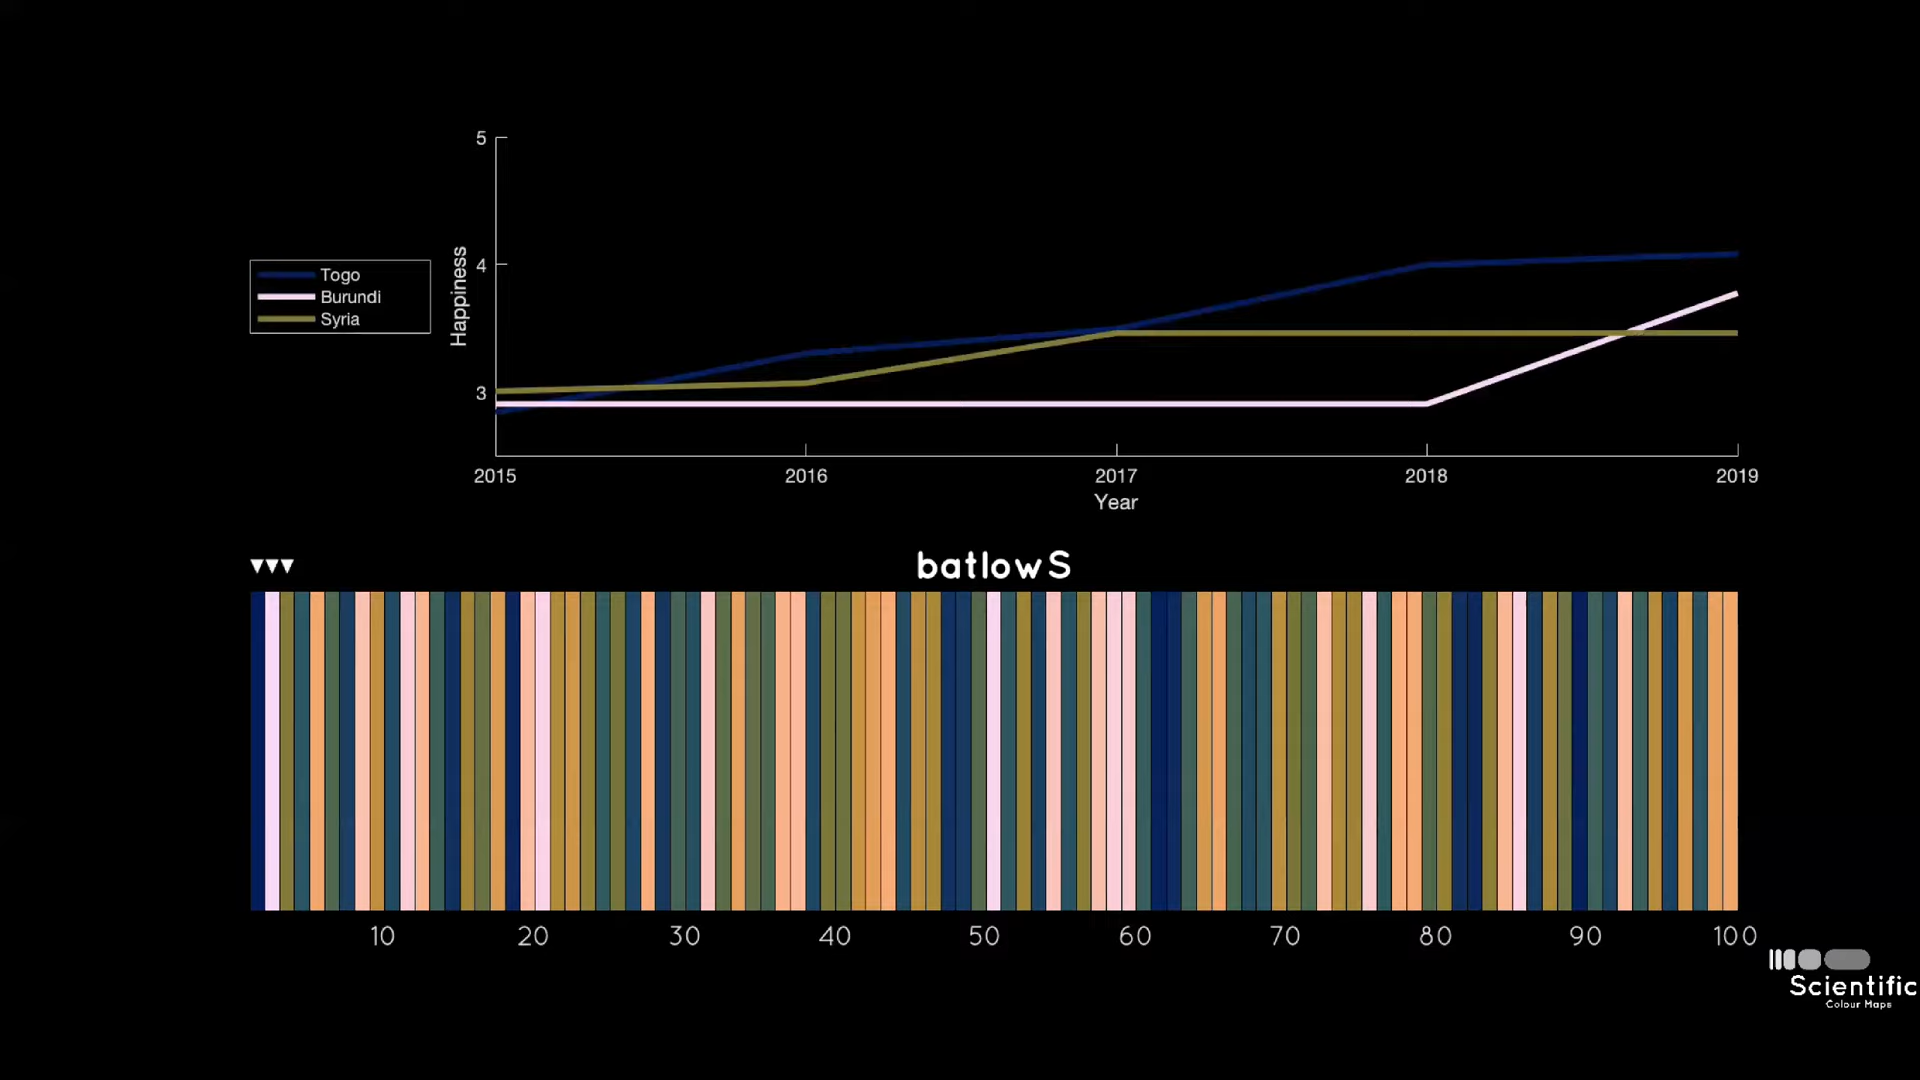 5
4
3
Happiness
Togo
Burundi
Syria
2015 2016 2017 2018 2019
Year
batlowS
10 20 30 40 50 60 70 80 90 100
Scientific
Colour Maps